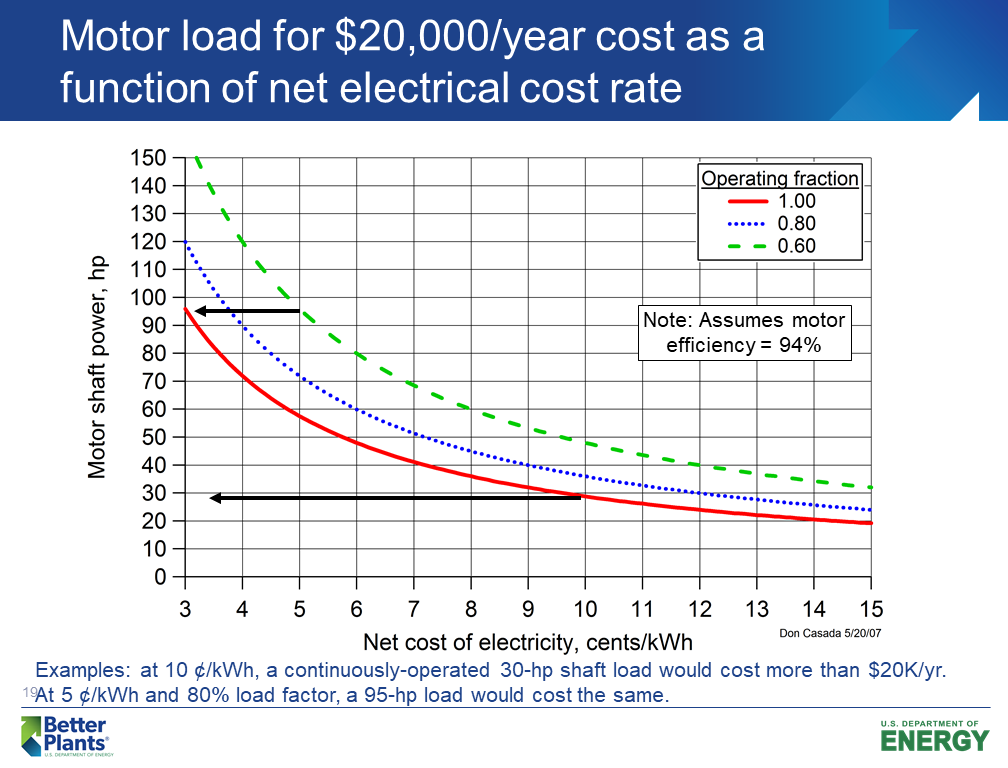 Motor load for $20,000/year cost as a
function of net electrical cost rate
150
140
130
120
110
100
90
80
70
60
50
40
30
20
10
0
Motor shaft power, hp
Operating fraction
1.00
0.80
0.60
Note: Assumes motor
efficiency = 94%
3 4 5 6 7 8 9 10 11 12 13 14 15
Net cost of electricity, cents/kWh
Don Casada 5/20/07
Examples: at 10 ¢/kWh, a continuously-operated 30-hp shaft load would cost more than $20K/yr.
19
At 5 ¢/kWh and 80% load factor, a 95-hp load would cost the same.
Better
Plants®
U.S. DEPARTMENT OF ENERGY
U.S. DEPARTMENT OF
ENERGY